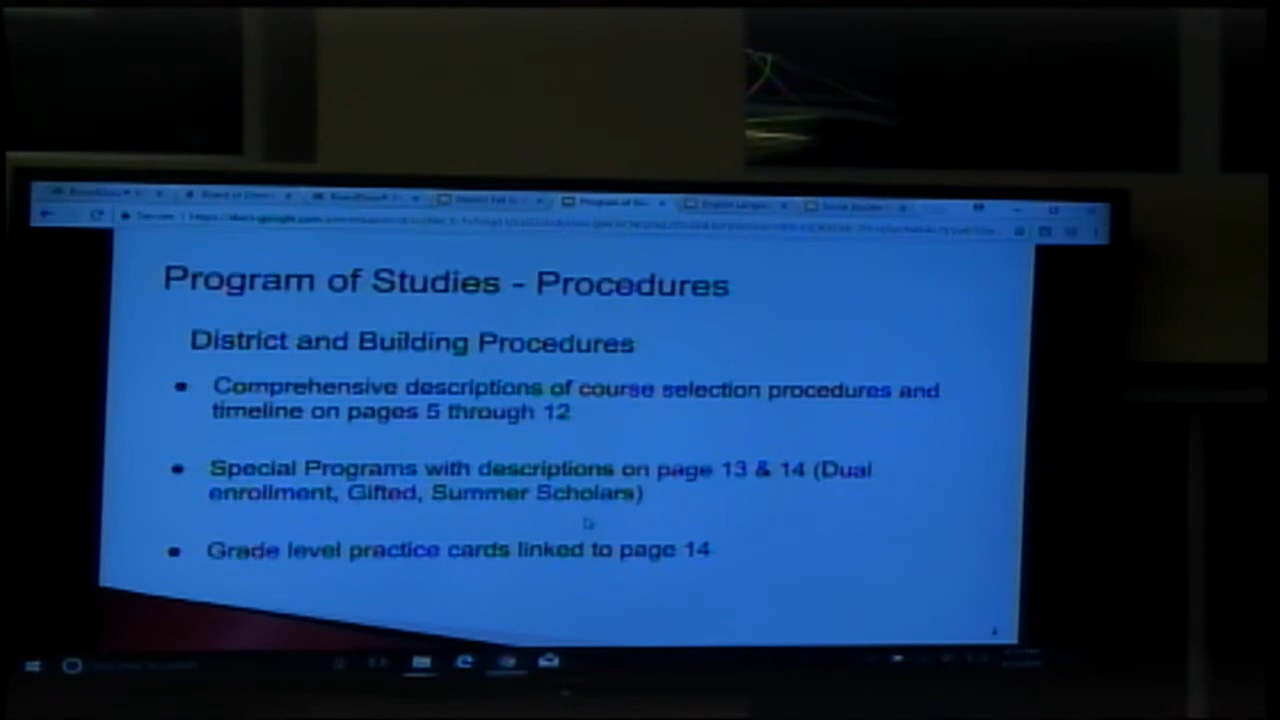 Program of Studies - Procedures
District and Building Procedures
● Comprehensive descriptions of course selection procedures and
timeline on pages 5 through 12
● Special Programs with descriptions on page 13 & 14 (Dual
enrollment, Gifted, Summer Scholars)
● Grade level practice cards linked to page 14